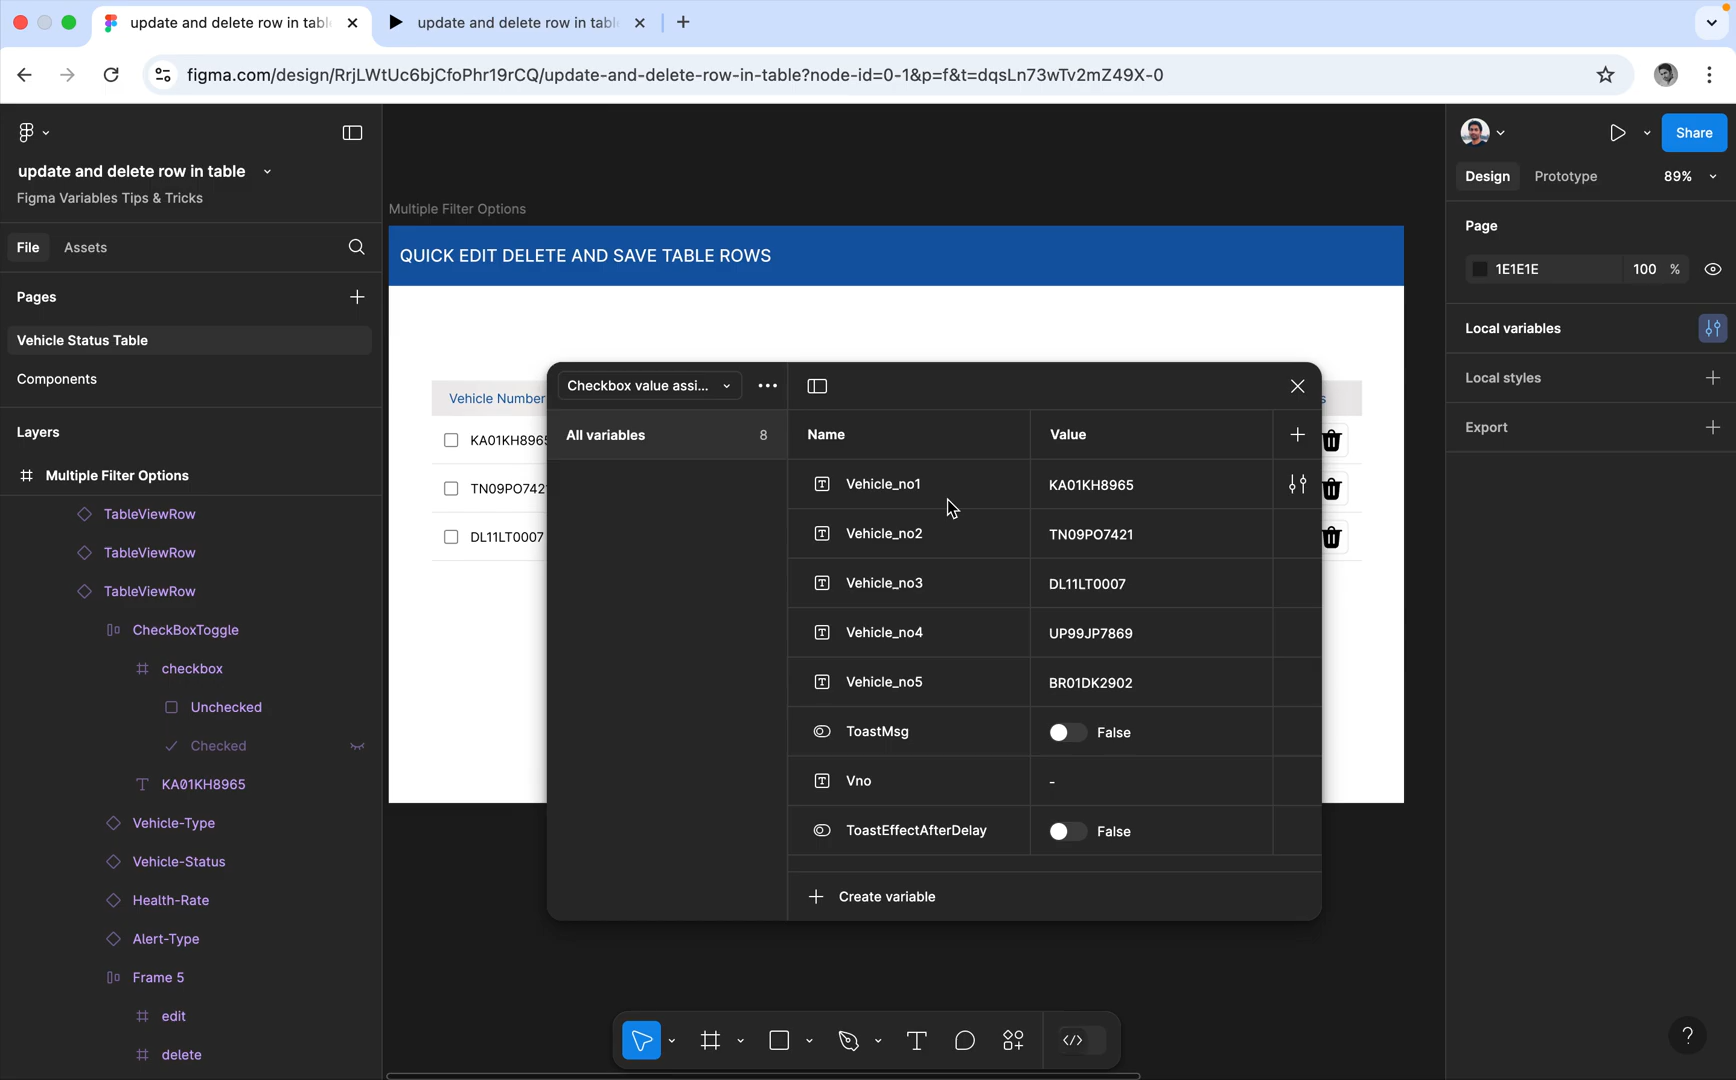 update and delete row in tabl
update and delete row in tabl
figma.com/design/RrjLWtUc6bjCfoPhr19rCQ/update-and-delete-row-in-table?node-id=0-1&p=f&t=dqsLn73wTv2mZ49X-0
update and delete row in table
Figma Variables Tips & Tricks
File
Assets
Pages
Vehicle Status Table
Components
Layers
Multiple Filter Options
TableViewRow
TableViewRow
TableViewRow
CheckBoxToggle
checkbox
Unchecked
Checked
KA01KH8965
Vehicle-Type
Vehicle-Status
Health-Rate
Alert-Type
Frame 5
edit
delete
Multiple Filter Options
QUICK EDIT DELETE AND SAVE TABLE ROWS
Vehicle Number
s
KA01KH8965
TN09PO742
DL11LT0007
Checkbox value assi...
All variables 8
Name Value
Vehicle_no1 KA01KH8965
Vehicle_no2 TN09PO7421
Vehicle_no3 DL11LT0007
Vehicle_no4 UP99JP7869
Vehicle_no5 BR01DK2902
ToastMsg False
Vno -
ToastEffectAfterDelay False
Create variable
Share
Design
Prototype
89%
Page
1E1E1E 100 %
Local variables
Local styles
Export
?